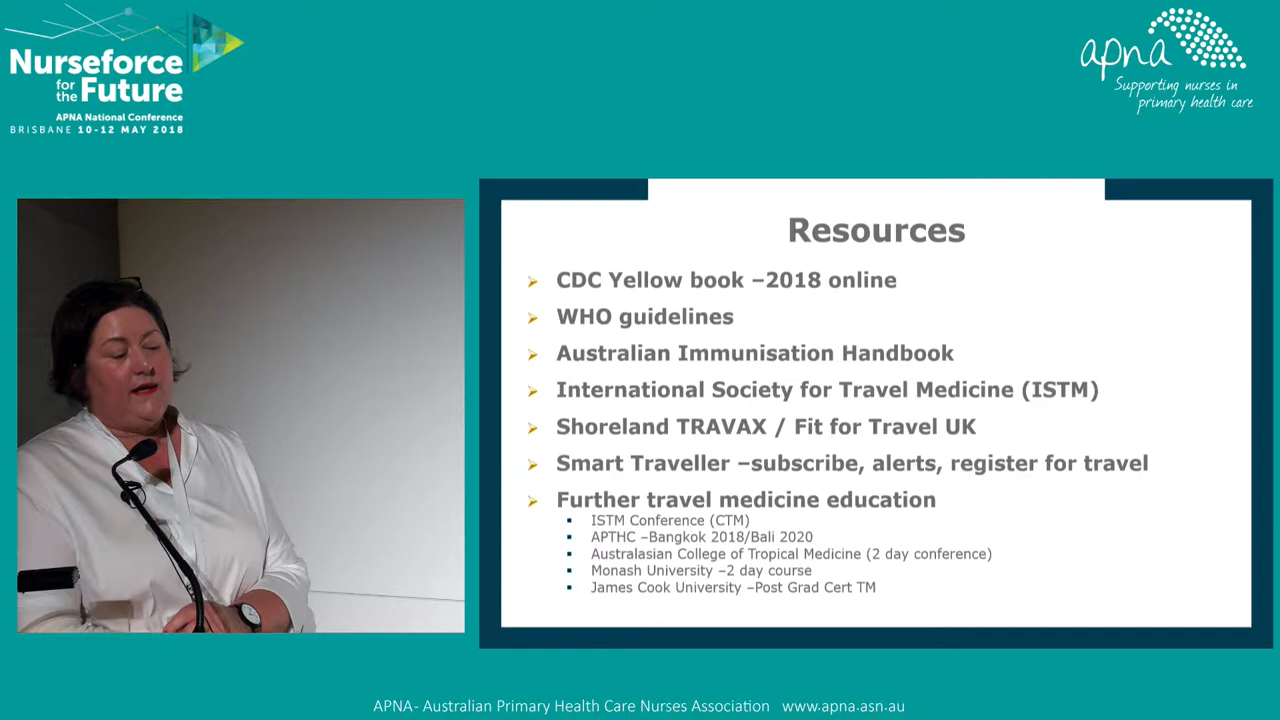 Nurseforce
for
the Future
APNA National Conference
BRISBANE 10-12 MAY 2018
apna
Supporting nurses in
primary health care
Resources
CDC Yellow book –2018 online
WHO guidelines
Australian Immunisation Handbook
International Society for Travel Medicine (ISTM)
Shoreland TRAVAX / Fit for Travel UK
Smart Traveller –subscribe, alerts, register for travel
Further travel medicine education
ISTM Conference (CTM)
APTHC –Bangkok 2018/Bali 2020
Australasian College of Tropical Medicine (2 day conference)
Monash University –2 day course
James Cook University –Post Grad Cert TM
APNA- Australian Primary Health Care Nurses Association www.apna.asn.au